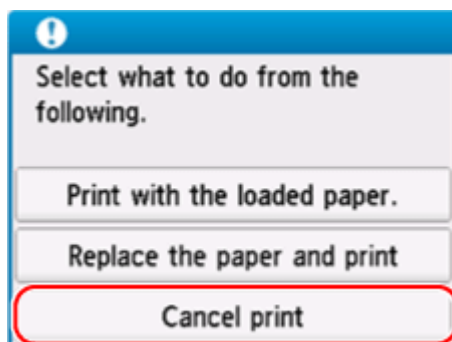 Select what to do from the
following.
Print with the loaded paper.
Replace the paper and print
Cancel print